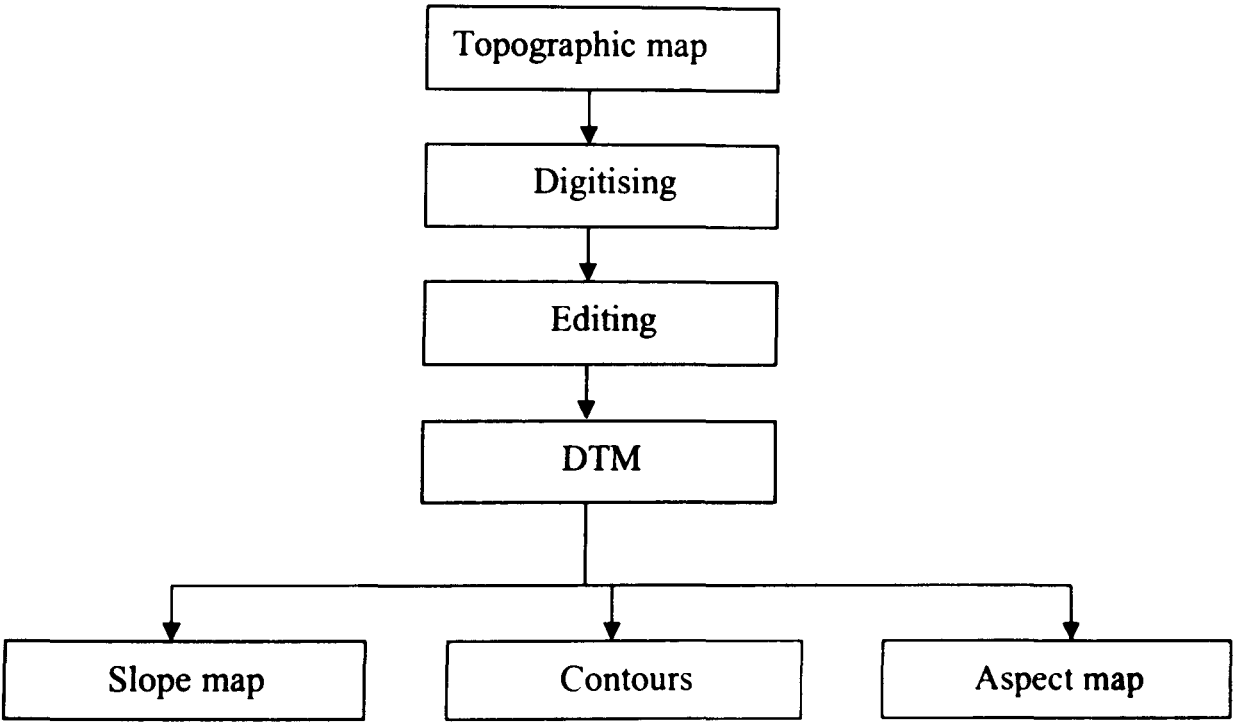 Topographic map
Digitising
Editing
DTM
Slope map
Contours
Aspect map